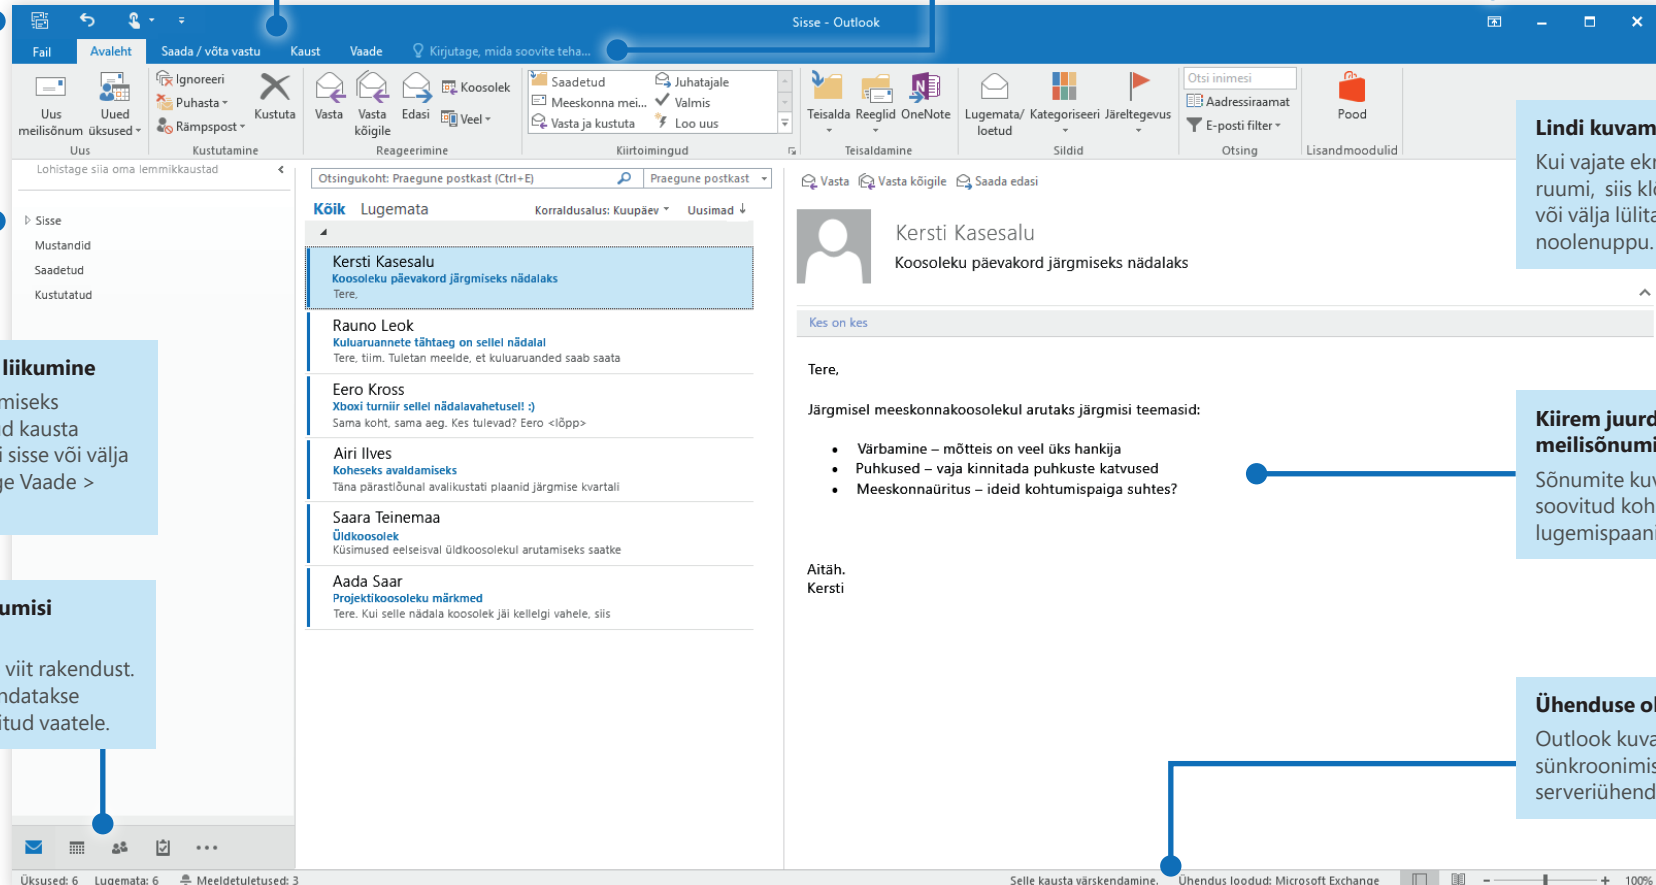 Sisse - Outlook
Fail Avaleht Saada / võta vastu Kaust Vaade Kirjutage, mida soovite teha...
Uus meilisõnum
Uued üksused
Uus
Ignoreeri
Puhasta
Rämpspost
Kustuta
Kustutamine
Vasta
Vasta kõigile
Edasi
Koosolek
Veel
Reageerimine
Saadetud
Meeskonna mei...
Vasta ja kustuta
Juhatajale
Valmis
Loo uus
Kiirtoimingud
Teisalda
Reeglid
OneNote
Teisaldamine
Lugemata/ loetud
Kategoriseeri
Järeltegevus
Sildid
Otsi inimesi
Aadressiraamat
E-posti filter
Otsing
Pood
Lisandmoodulid
Lohistage siia oma lemmikkaustad
Sisse
Mustandid
Saadetud
Kustutatud
liikumine
miseks
d kausta
i sisse või välja
ge Vaade >
umisi
viit rakendust.
ndatakse
itud vaatele.
Otsingukoht: Praegune postkast (Ctrl+E) Praegune postkast
Kõik Lugemata Korraldusalus: Kuupäev Uusimad ↓
Kersti Kasesalu
Koosoleku päevakord järgmiseks nädalaks
Tere,
Rauno Leok
Kuluaruannete tähtaeg on sellel nädalal
Tere, tiim. Tuletan meelde, et kuluaruanded saab saata
Eero Kross
Xboxi turniir sellel nädalavahetusel! :)
Sama koht, sama aeg. Kes tulevad? Eero <lõpp>
Airi Ilves
Koheseks avaldamiseks
Täna pärastlõunal avalikustati plaanid järgmise kvartali
Saara Teinemaa
Üldkoosolek
Küsimused eelseisval üldkoosolekul arutamiseks saatke
Aada Saar
Projektikoosoleku märkmed
Tere. Kui selle nädala koosolek jäi kellelgi vahele, siis
Vasta Vasta kõigile Saada edasi
Kersti Kasesalu
Koosoleku päevakord järgmiseks nädalaks
Kes on kes
Tere,
Järgmisel meeskonnakoosolekul arutaks järgmisi teemasid:
• Värbamine – mõtteis on veel üks hankija
• Puhkused – vaja kinnitada puhkuste katvused
• Meeskonnaüritus – ideid kohtumispaiga suhtes?
Aitäh.
Kersti
Lindi kuvam
Kui vajate ekr
ruumi, siis klõ
või välja lülita
noolenuppu.
Kiirem juurd
meilisõnumi
Sõnumite kuv
soovitud koh
lugemispaani
Ühenduse ol
Outlook kuva
sünkroonimis
serveriühend
Üksused: 6 Lugemata: 6 Meeldetuletused: 3 Selle kausta värskendamine. Ühendus loodud: Microsoft Exchange - + 100%